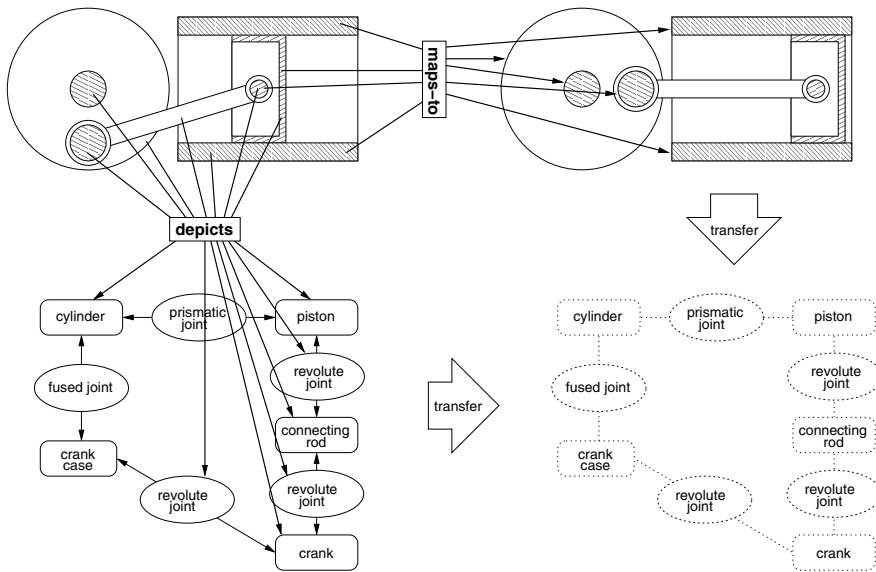 maps-to
transfer
depicts
cylinder
prismatic
joint
piston
fused joint
revolute
joint
connecting
rod
crank
case
revolute
joint
revolute
joint
crank
transfer
cylinder
prismatic
joint
piston
fused joint
revolute
joint
connecting
rod
crank
case
revolute
joint
revolute
joint
crank